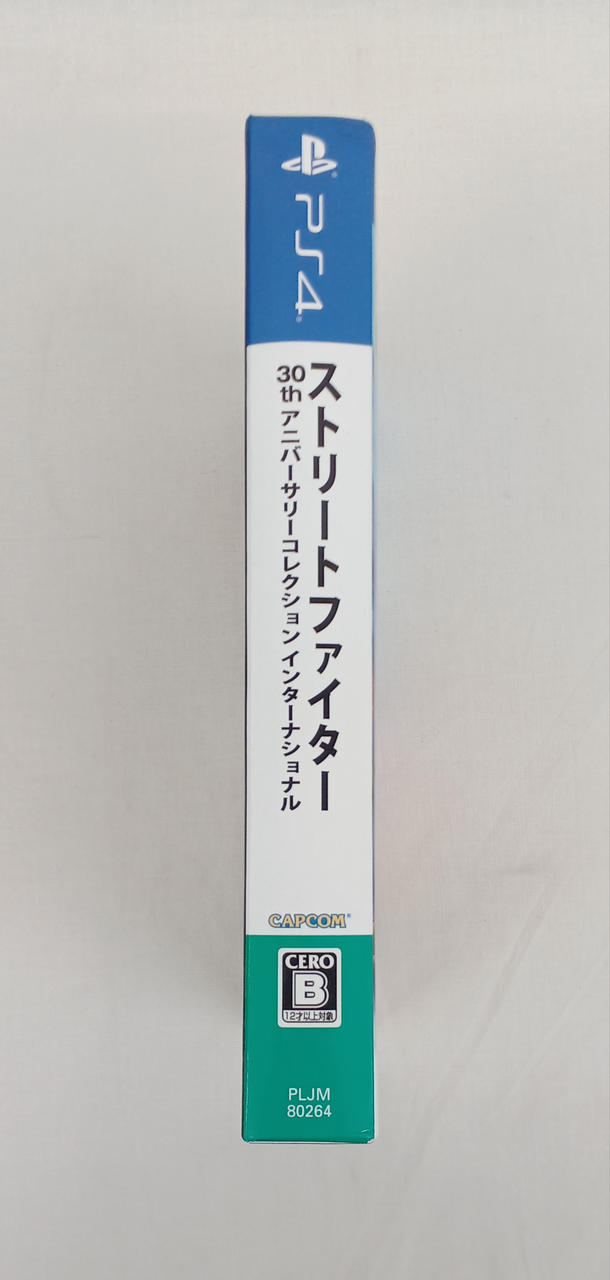 PS4
ストリートファイター
30th アニバーサリーコレクション インターナショナル
CAPCOM
CERO
B
12才以上対象
PLJM
80264